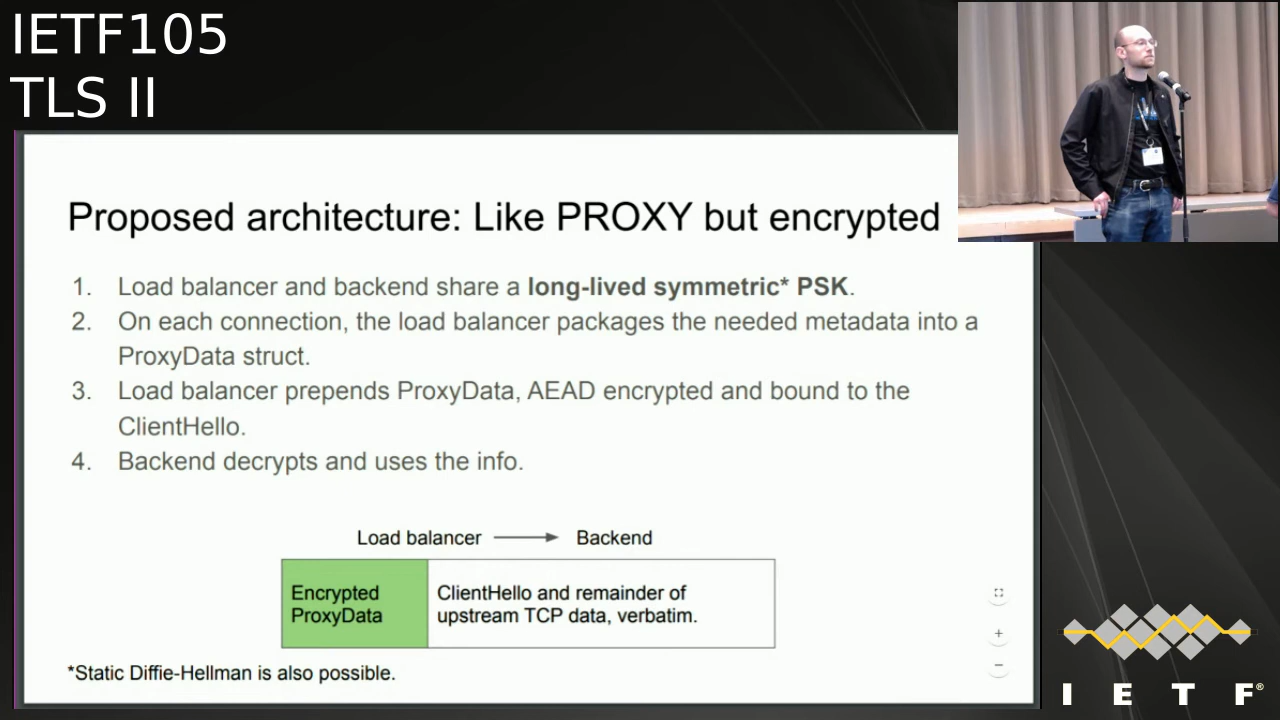 IETF105
TLS II
Proposed architecture: Like PROXY but encrypted
1. Load balancer and backend share a long-lived symmetric* PSK.
2. On each connection, the load balancer packages the needed metadata into a
ProxyData struct.
3. Load balancer prepends ProxyData, AEAD encrypted and bound to the
ClientHello.
4. Backend decrypts and uses the info.
Load balancer → Backend
Encrypted
ProxyData
ClientHello and remainder of
upstream TCP data, verbatim.
*Static Diffie-Hellman is also possible.
I E T F®